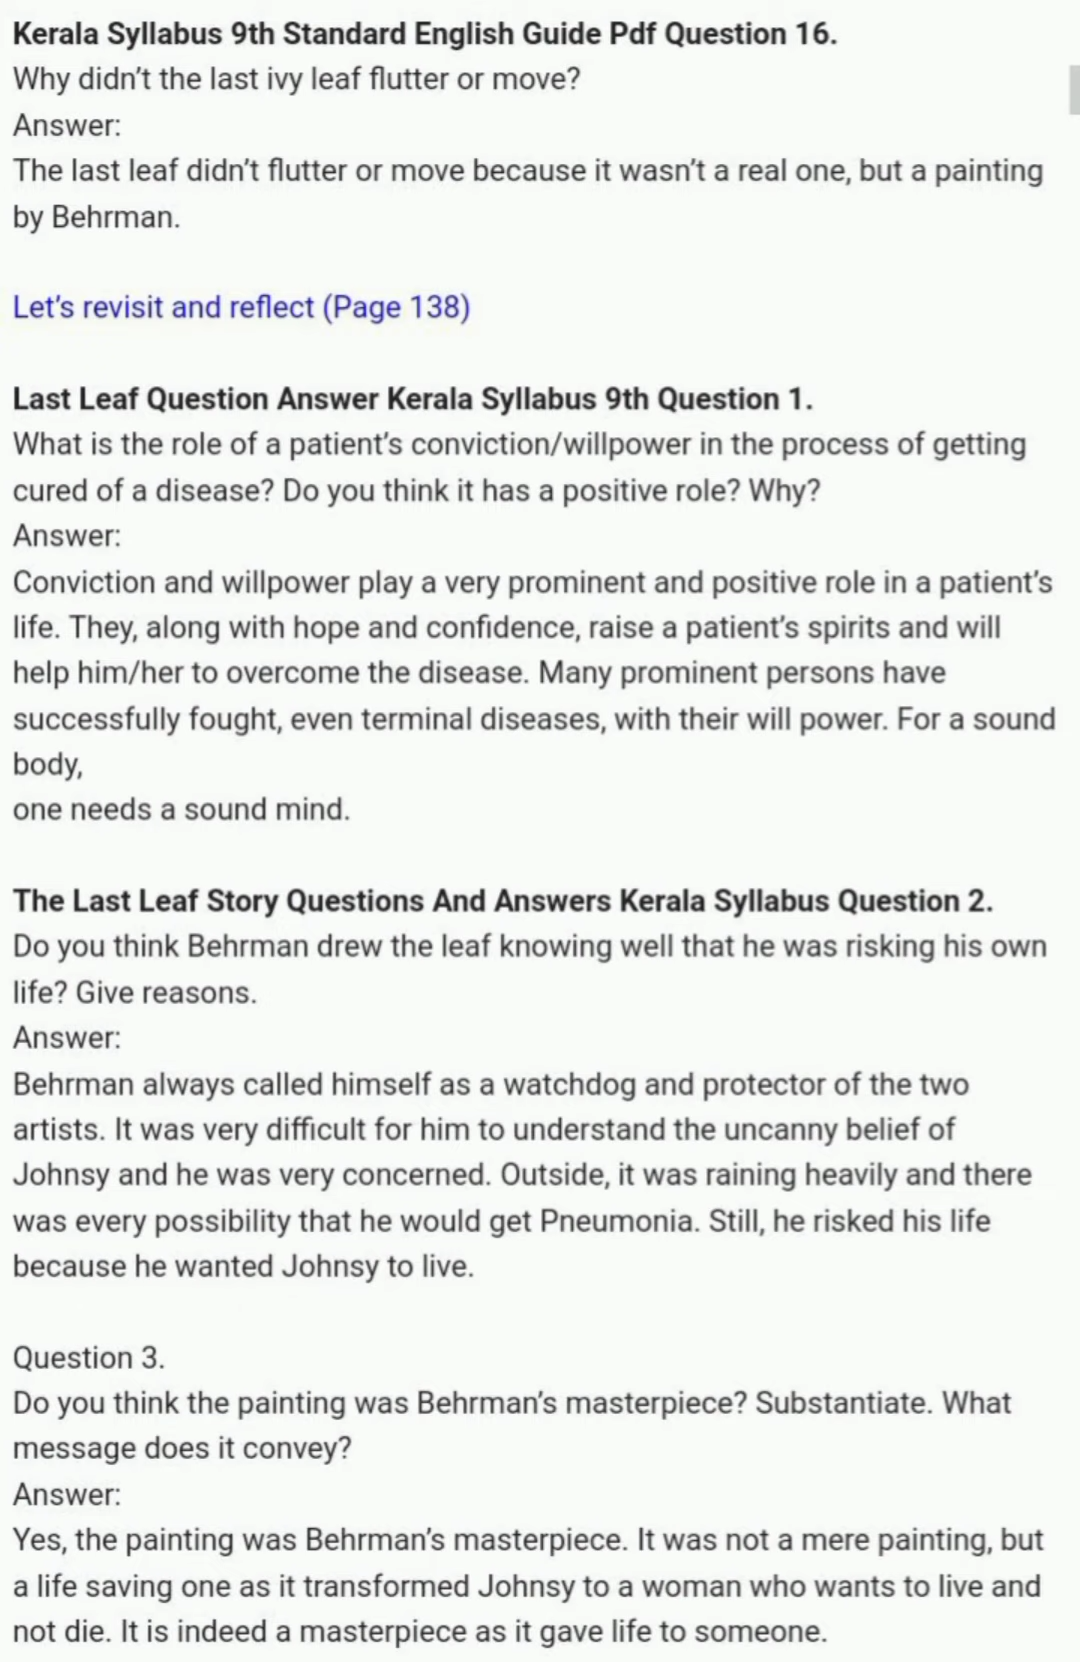 Kerala Syllabus 9th Standard English Guide Pdf Question 16.
Why didn’t the last ivy leaf flutter or move?
Answer:
The last leaf didn’t flutter or move because it wasn’t a real one, but a painting
by Behrman.
Let’s revisit and reflect (Page 138)
Last Leaf Question Answer Kerala Syllabus 9th Question 1.
What is the role of a patient’s conviction/willpower in the process of getting
cured of a disease? Do you think it has a positive role? Why?
Answer:
Conviction and willpower play a very prominent and positive role in a patient’s
life. They, along with hope and confidence, raise a patient’s spirits and will
help him/her to overcome the disease. Many prominent persons have
successfully fought, even terminal diseases, with their will power. For a sound
body,
one needs a sound mind.
The Last Leaf Story Questions And Answers Kerala Syllabus Question 2.
Do you think Behrman drew the leaf knowing well that he was risking his own
life? Give reasons.
Answer:
Behrman always called himself as a watchdog and protector of the two
artists. It was very difficult for him to understand the uncanny belief of
Johnsy and he was very concerned. Outside, it was raining heavily and there
was every possibility that he would get Pneumonia. Still, he risked his life
because he wanted Johnsy to live.
Question 3.
Do you think the painting was Behrman’s masterpiece? Substantiate. What
message does it convey?
Answer:
Yes, the painting was Behrman’s masterpiece. It was not a mere painting, but
a life saving one as it transformed Johnsy to a woman who wants to live and
not die. It is indeed a masterpiece as it gave life to someone.